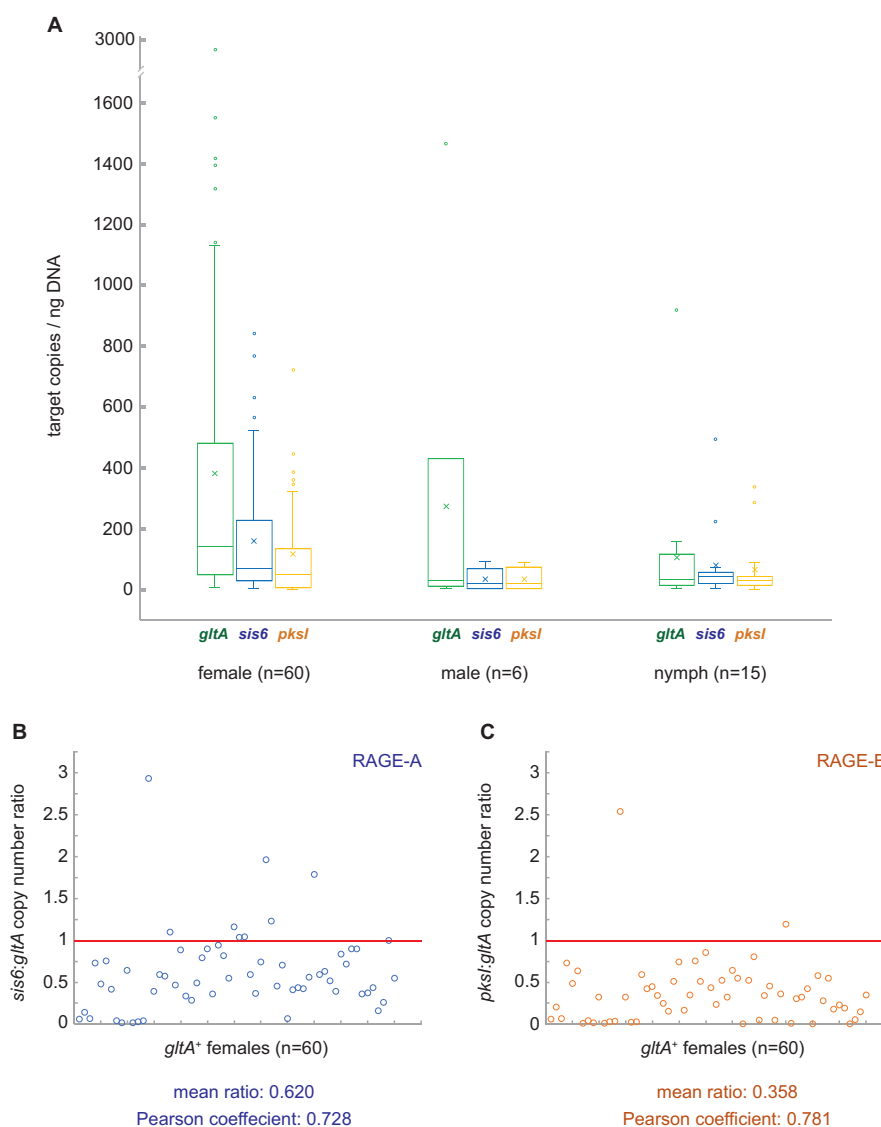 A
3000
1600
1400
1200
1000
800
600
400
200
0
target copies / ng DNA
gltA sis6 pksI gltA sis6 pksI gltA sis6 pksI
female (n=60) male (n=6) nymph (n=15)
B
RAGE-A
3
2.5
2
1.5
1
0.5
0
sis6:gltA copy number ratio
gltA⁺ females (n=60)
mean ratio: 0.620
Pearson coeffecient: 0.728
C
RAGE-B
3
2.5
2
1.5
1
0.5
0
pksI:gltA copy number ratio
gltA⁺ females (n=60)
mean ratio: 0.358
Pearson coefficient: 0.781